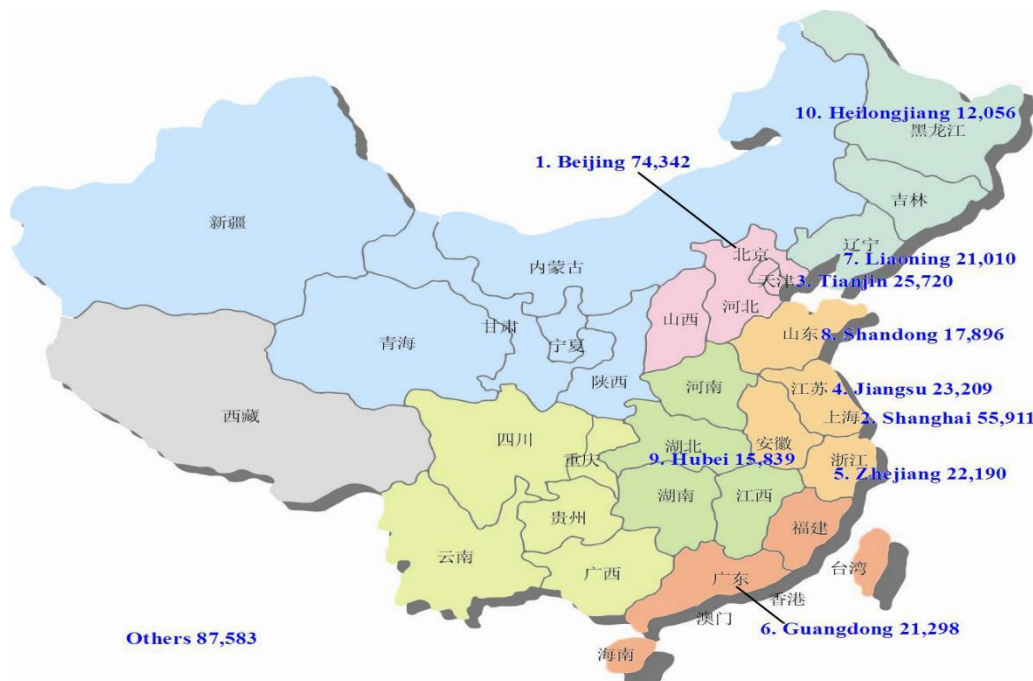 10. Heilongjiang 12,056
黑龙江
1. Beijing 74,342
吉林
新疆
辽宁
北京
7. Liaoning 21,010
内蒙古
天津
3. Tianjin 25,720
河北
山西
甘肃
山东
8. Shandong 17,896
青海
宁夏
陕西
河南
江苏
4. Jiangsu 23,209
西藏
上海
2. Shanghai 55,911
四川
湖北
安徽
重庆
9. Hubei 15,839
浙江
5. Zhejiang 22,190
湖南
江西
贵州
福建
云南
广西
广东
台湾
香港
澳门
6. Guangdong 21,298
Others 87,583
海南